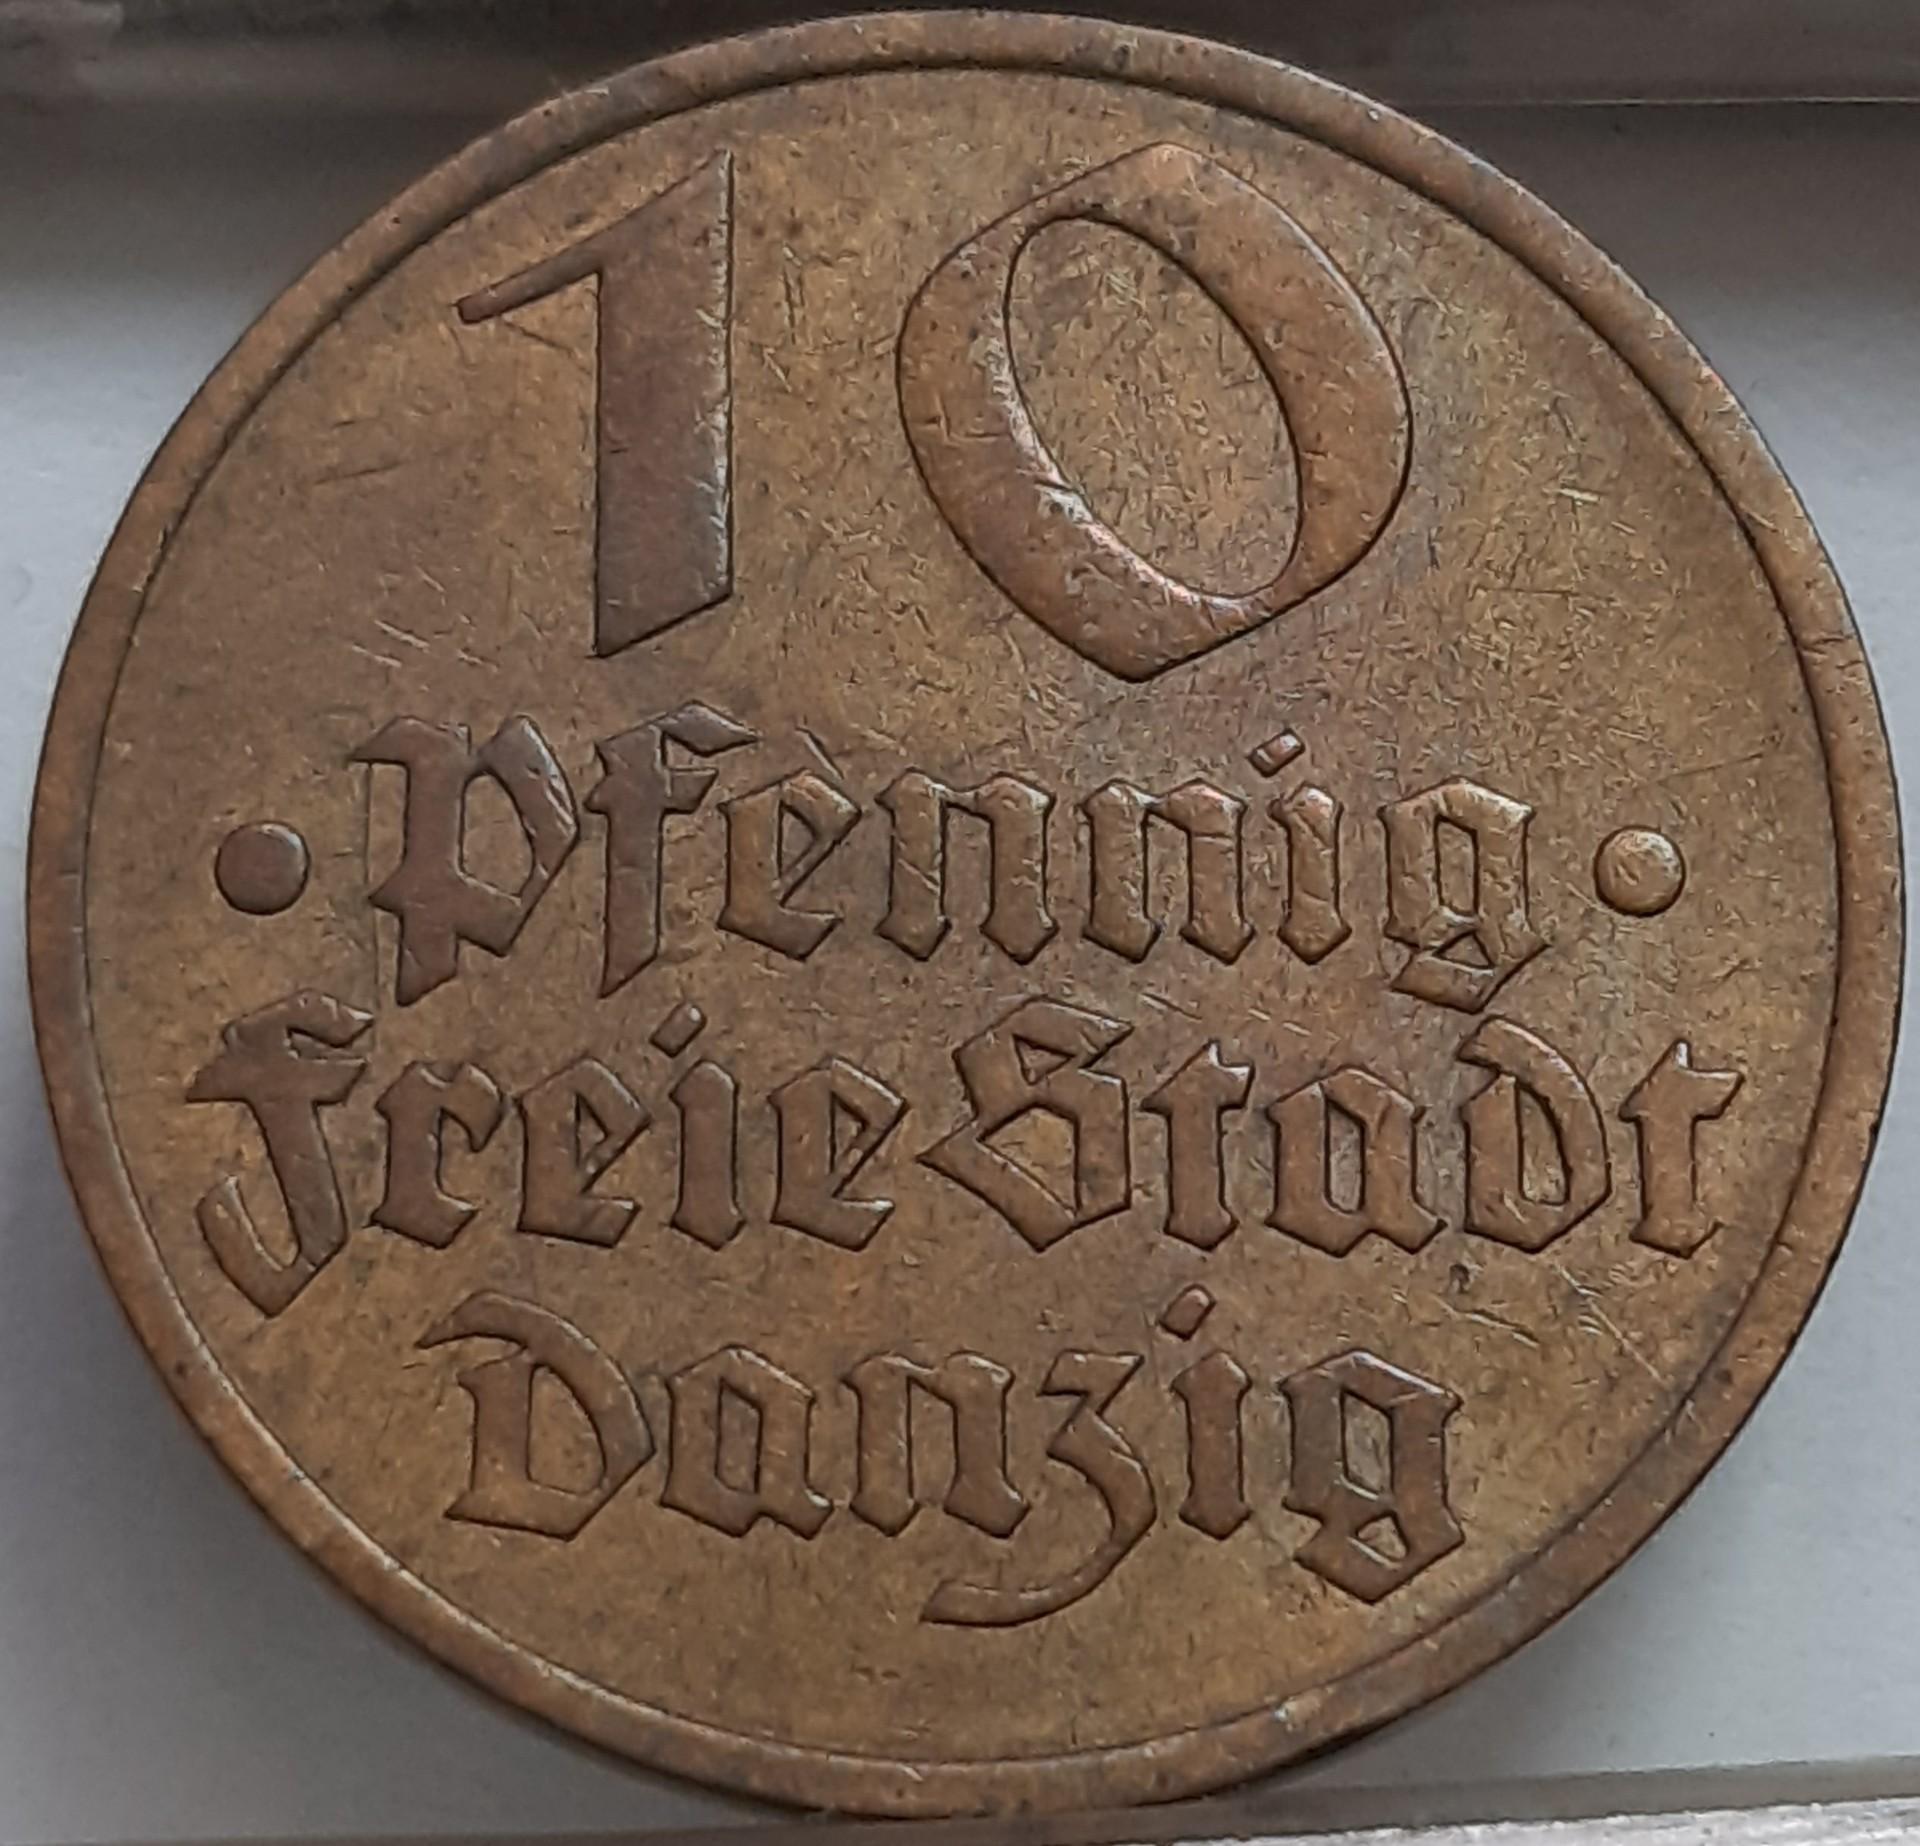 10
• Pfennig •
Freie Stadt
Danzig